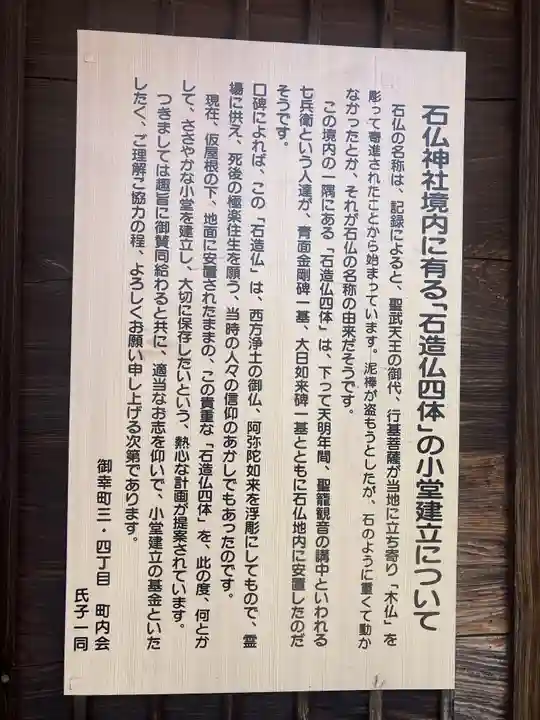 石仏神社境内に有る「石造仏四体」の小堂建立について
石仏の名称は、記録によると、聖武天王の御代、行基菩薩が当地に立ち寄り「木仏」を
彫って寄進されたことから始まっています。泥棒が盗もうとしたが、石のように重くて動か
なかったとか、それが石仏の名称の由来だそうです。
この境内の一隅にある「石造仏四体」は、下って天明年間、聖籠観音の講中といわれる
七兵衛という人達が、青面金剛碑一基、大日如来碑一基とともに石仏地内に安置したのだ
そうです。
口碑によれば、この「石造仏」は、西方浄土の御仏、阿弥陀如来を浮彫にしてもので、霊
場に供え、死後の極楽往生を願う、当時の人々の信仰のあかしでもあったのです。
現在、仮屋根の下、地面に安置されたままの、この貴重な「石造仏四体」を、此の度、何とか
して、ささやかな小堂を建立し、大切に保存したいという、熱心な計画が提案されています。
つきましては趣旨に御賛同給わると共に、適当なお志を仰いで、小堂建立の基金といた
したく、ご理解ご協力の程、よろしくお願い申し上げる次第であります。
御幸町三・四丁目 町内会
氏子一同